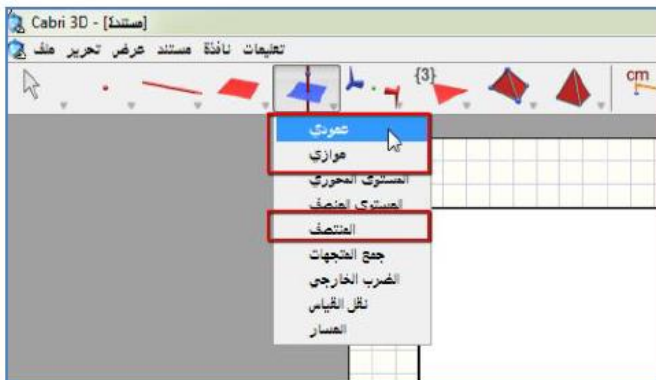 Cabri 3D - [مستند٤]
ملف تحرير عرض مستند نافذة تعليمات
{3}
cm
عمودي
موازي
المستوى المحوري
المستوى المنصف
المنتصف
جمع المتجهات
الضرب الخارجي
نقل القياس
المسار